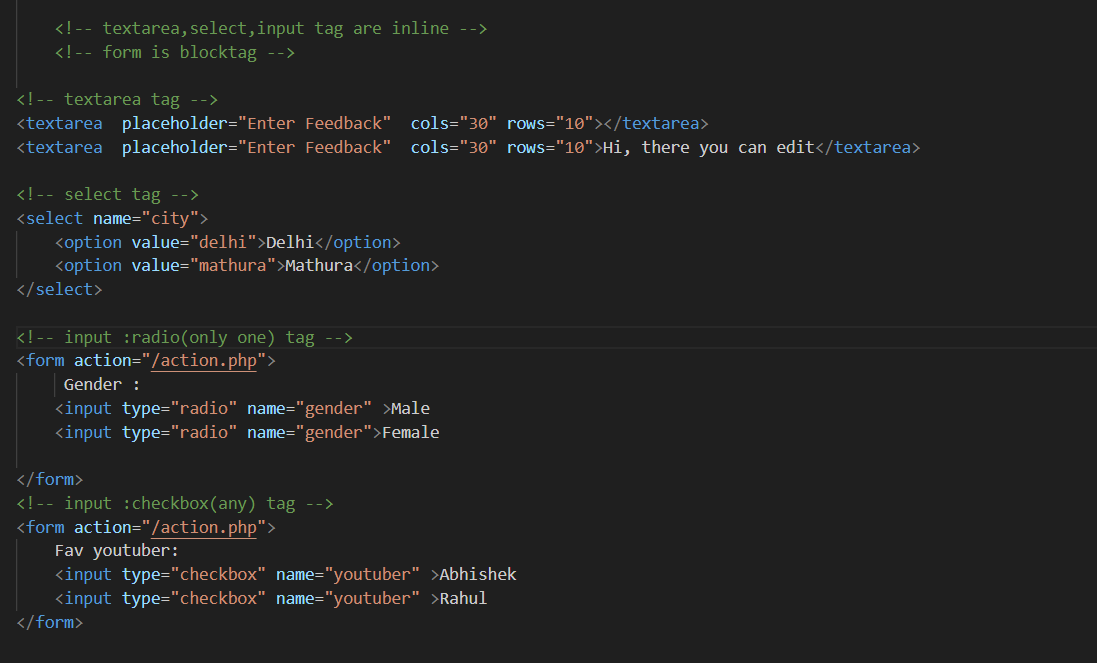 <!-- textarea,select,input tag are inline -->
<!-- form is blocktag -->
<!-- textarea tag -->
<textarea  placeholder="Enter Feedback"  cols="30" rows="10"></textarea>
<textarea  placeholder="Enter Feedback"  cols="30" rows="10">Hi, there you can edit</textarea>
<!-- select tag -->
<select name="city">
    <option value="delhi">Delhi</option>
    <option value="mathura">Mathura</option>
</select>
<!-- input :radio(only one) tag -->
<form action="/action.php">
     Gender :
    <input type="radio" name="gender" >Male
    <input type="radio" name="gender">Female
</form>
<!-- input :checkbox(any) tag -->
<form action="/action.php">
    Fav youtuber:
    <input type="checkbox" name="youtuber" >Abhishek
    <input type="checkbox" name="youtuber" >Rahul
</form>